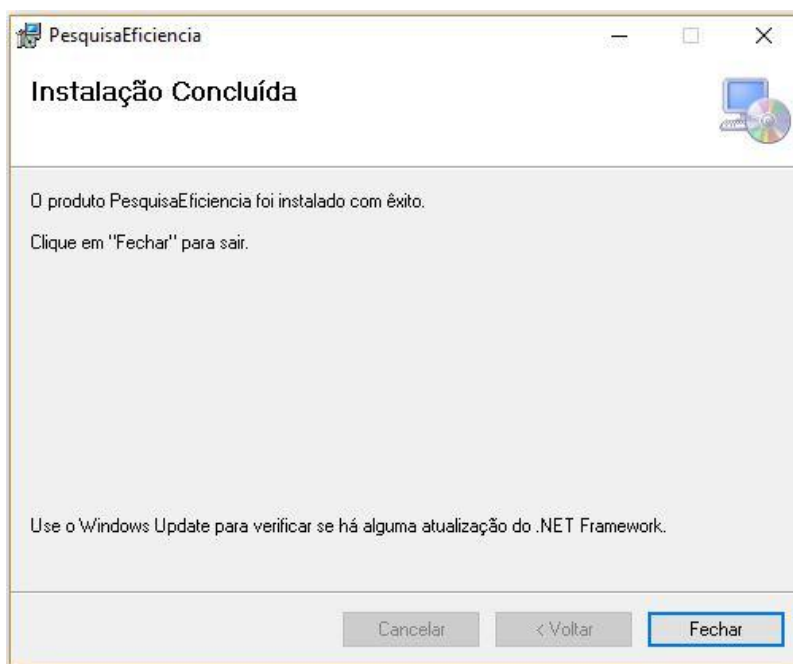 PesquisaEficiencia
Instalação Concluída
O produto PesquisaEficiencia foi instalado com êxito.
Clique em "Fechar" para sair.
Use o Windows Update para verificar se há alguma atualização do .NET Framework.
Cancelar
< Voltar
Fechar